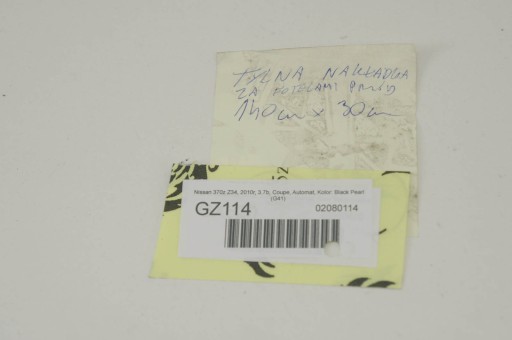 TYLNA NAKŁADKA
ZA FOTELAMI
140cm x 30cm
52
Nissan 370z Z34, 2010r, 3.7b, Coupe, Automat, Kolor: Black Pearl
(G41)
GZ114
02080114